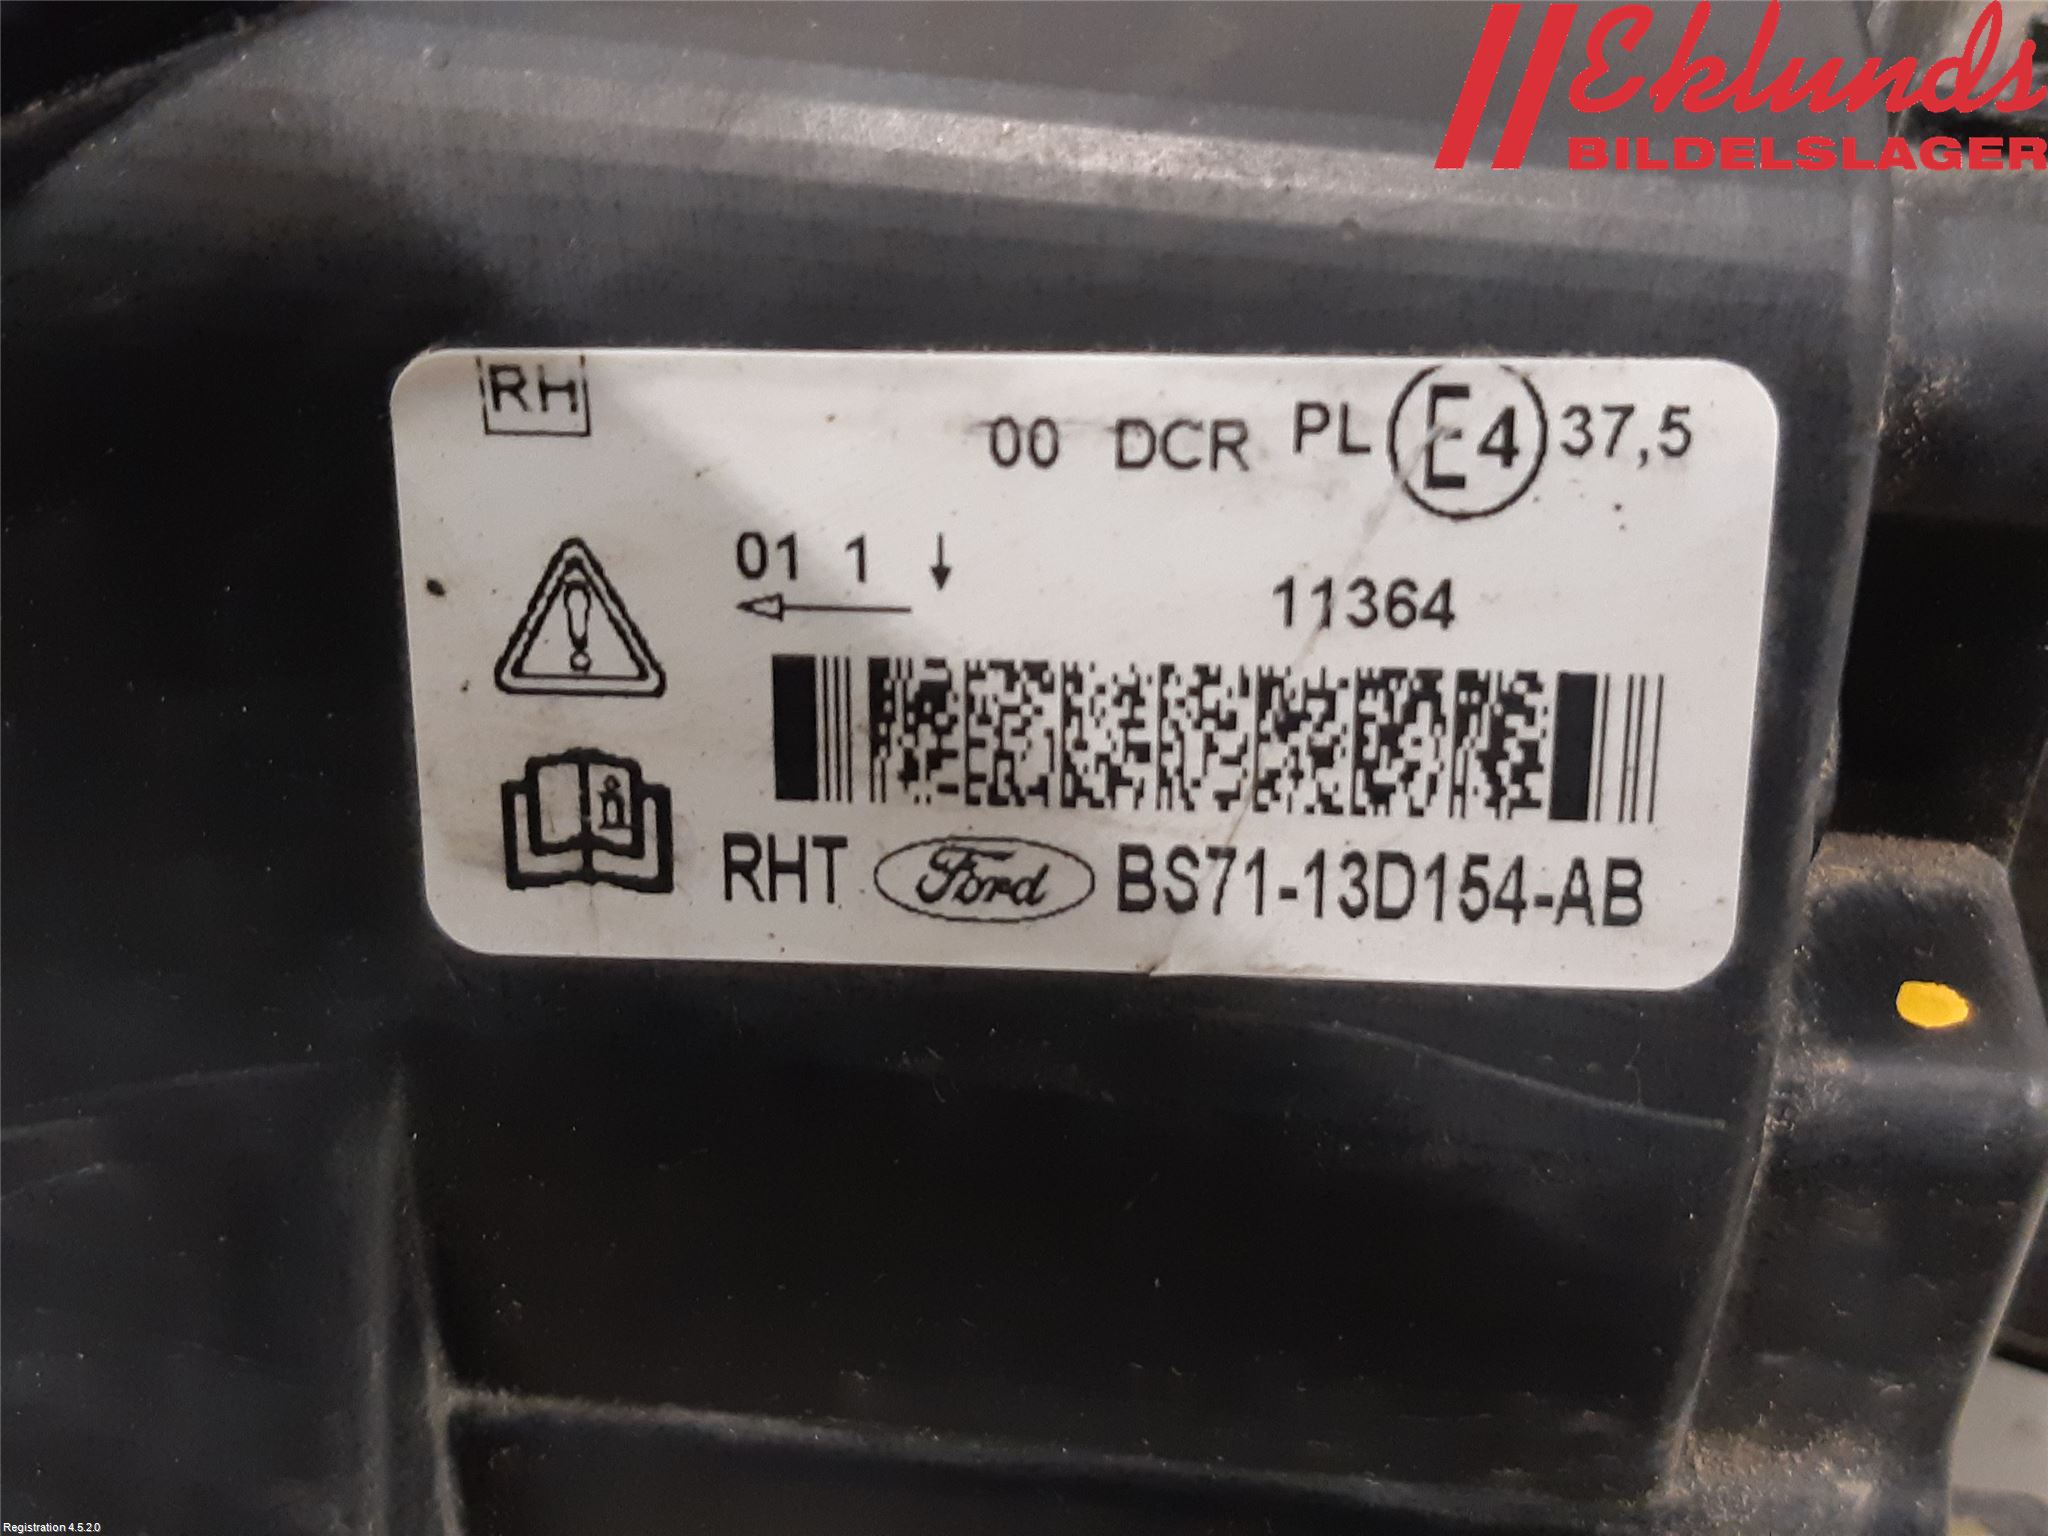 Eklunds
BILDELSLAGER
RH
00 DCR PL E4 37,5
01 1 ↓
11364
RHT Ford BS71-13D154-AB
Registration 4.5.2.0